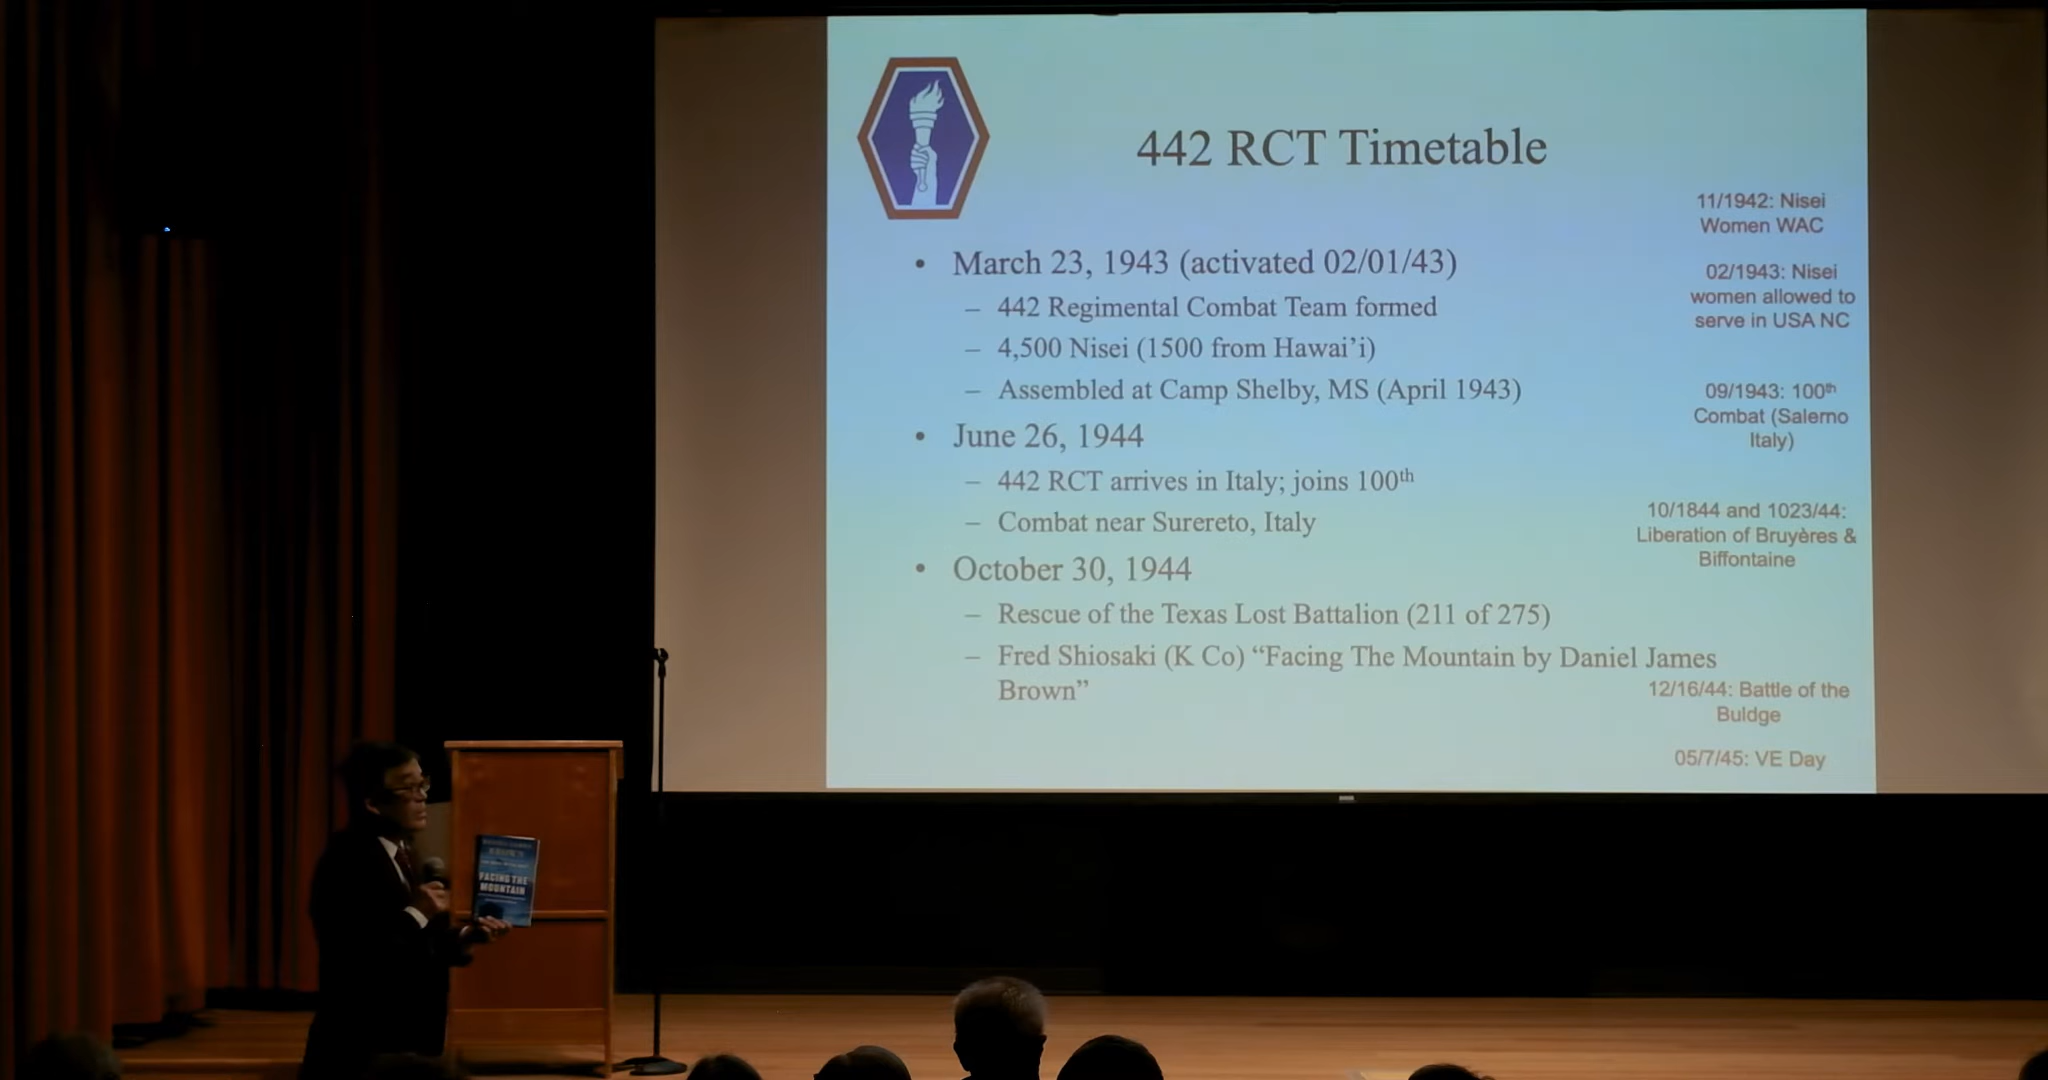 442 RCT Timetable
• March 23, 1943 (activated 02/01/43)
– 442 Regimental Combat Team formed
– 4,500 Nisei (1500 from Hawai’i)
– Assembled at Camp Shelby, MS (April 1943)
• June 26, 1944
– 442 RCT arrives in Italy; joins 100th
– Combat near Surereto, Italy
• October 30, 1944
– Rescue of the Texas Lost Battalion (211 of 275)
– Fred Shiosaki (K Co) “Facing The Mountain by Daniel James
Brown”
11/1942: Nisei
Women WAC
02/1943: Nisei
women allowed to
serve in USA NC
09/1943: 100th
Combat (Salerno
Italy)
10/1844 and 1023/44:
Liberation of Bruyères &
Biffontaine
12/16/44: Battle of the
Buldge
05/7/45: VE Day
BROWN
FACING THE
MOUNTAIN